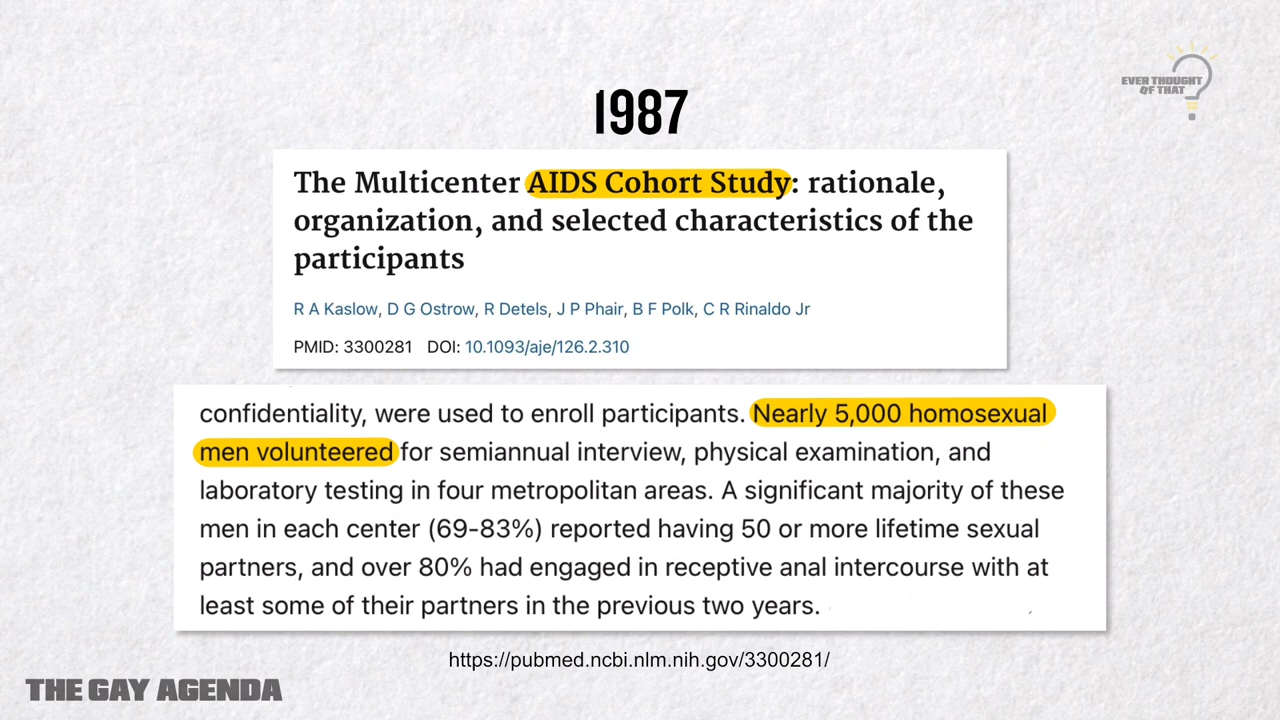 EVER THOUGHT
OF THAT
1987
The Multicenter AIDS Cohort Study: rationale,
organization, and selected characteristics of the
participants
R A Kaslow, D G Ostrow, R Detels, J P Phair, B F Polk, C R Rinaldo Jr
PMID: 3300281 DOI: 10.1093/aje/126.2.310
confidentiality, were used to enroll participants. Nearly 5,000 homosexual
men volunteered for semiannual interview, physical examination, and
laboratory testing in four metropolitan areas. A significant majority of these
men in each center (69-83%) reported having 50 or more lifetime sexual
partners, and over 80% had engaged in receptive anal intercourse with at
least some of their partners in the previous two years.
https://pubmed.ncbi.nlm.nih.gov/3300281/
THE GAY AGENDA